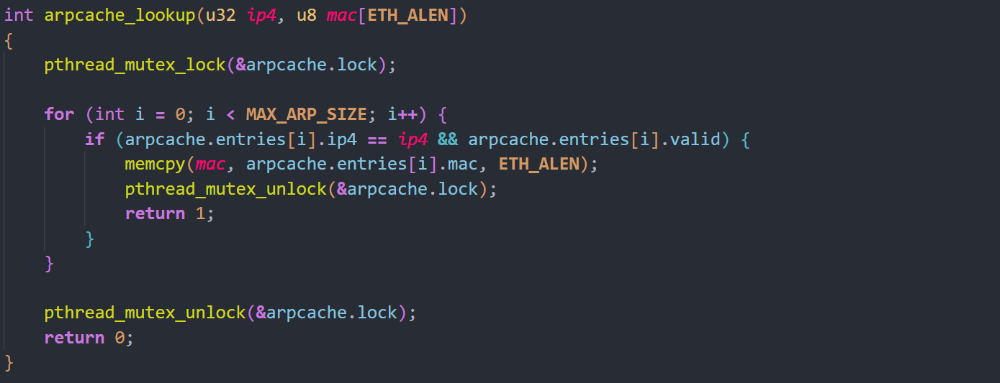 int arpcache_lookup(u32 ip4, u8 mac[ETH_ALEN])
{
    pthread_mutex_lock(&arpcache.lock);

    for (int i = 0; i < MAX_ARP_SIZE; i++) {
        if (arpcache.entries[i].ip4 == ip4 && arpcache.entries[i].valid) {
            memcpy(mac, arpcache.entries[i].mac, ETH_ALEN);
            pthread_mutex_unlock(&arpcache.lock);
            return 1;
        }
    }

    pthread_mutex_unlock(&arpcache.lock);
    return 0;
}